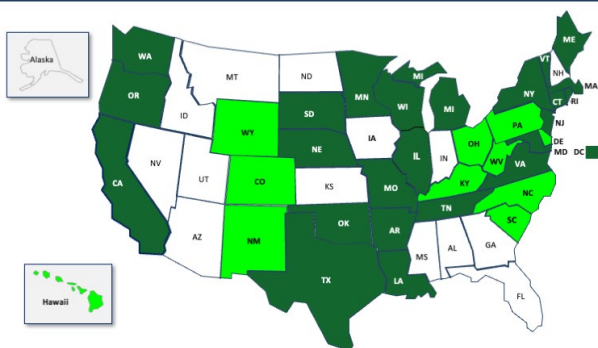 WA
ME
Alaska
MT
ND
VT
NH
MN
MI
MA
OR
ID
SD
WI
MI
NY
CT
RI
WY
IA
PA
NJ
NE
OH
DE
NV
UT
CO
IL
IN
WV
VA
MD DC
CA
KS
MO
KY
NC
AZ
NM
OK
AR
TN
SC
MS
AL
GA
TX
LA
Hawaii
FL